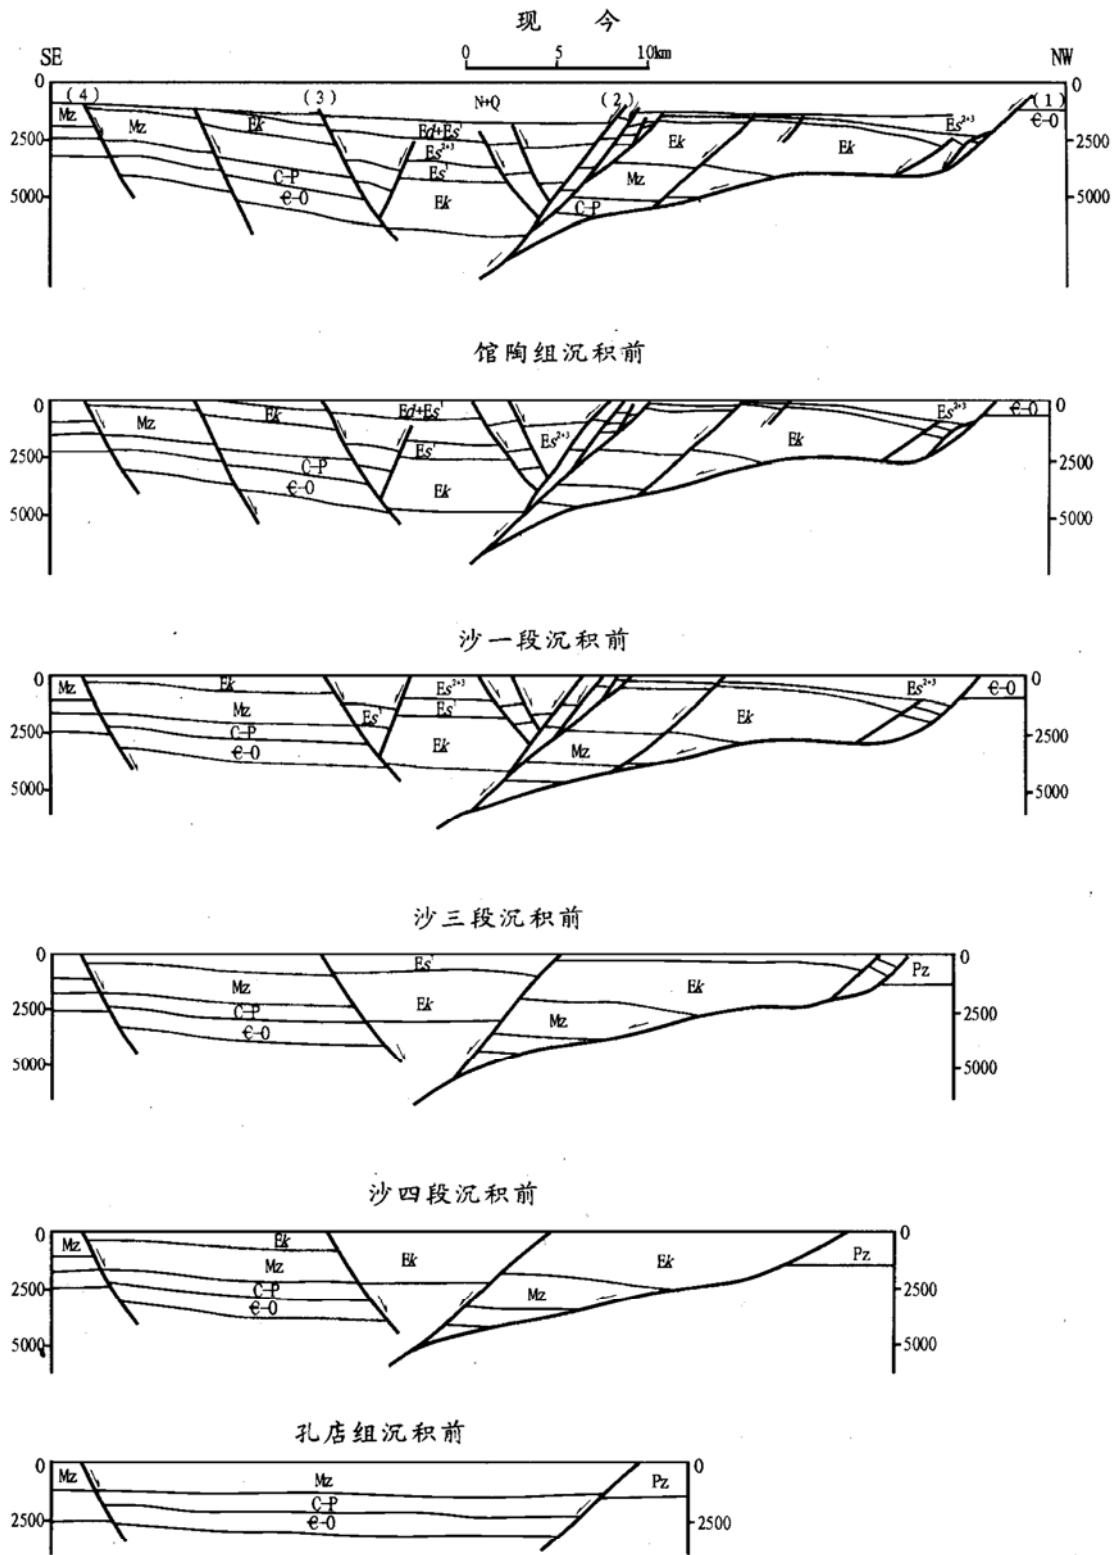 现 今
SE 0 5 10km NW
0 (4) (3) N+Q (2) (1) 0
Mz Mz Ek Ed+Es¹ Es²⁺³ Є-O
2500 Es²⁺³ Ek Ek 2500
C-P Es¹ Mz
5000 Є-O Ek C-P 5000
馆陶组沉积前
0 Ek Ed+Es¹ Es²⁺³ Є-O 0
Mz Es¹ Es²⁺³ Ek
2500 C-P 2500
Є-O Ek
5000 5000
沙一段沉积前
0 Mz Ek Es²⁺³ Es²⁺³ Є-O 0
Mz Es¹ Es¹ Ek
2500 C-P 2500
Є-O Ek Mz
5000 5000
沙三段沉积前
0 Es¹ Pz 0
Mz Ek Ek
2500 C-P 2500
Є-O Mz
5000 5000
沙四段沉积前
0 Mz Ek Ek Ek Pz 0
Mz
2500 C-P Mz 2500
Є-O
5000 5000
孔店组沉积前
0 Mz Mz Pz 0
C-P
2500 Є-O 2500